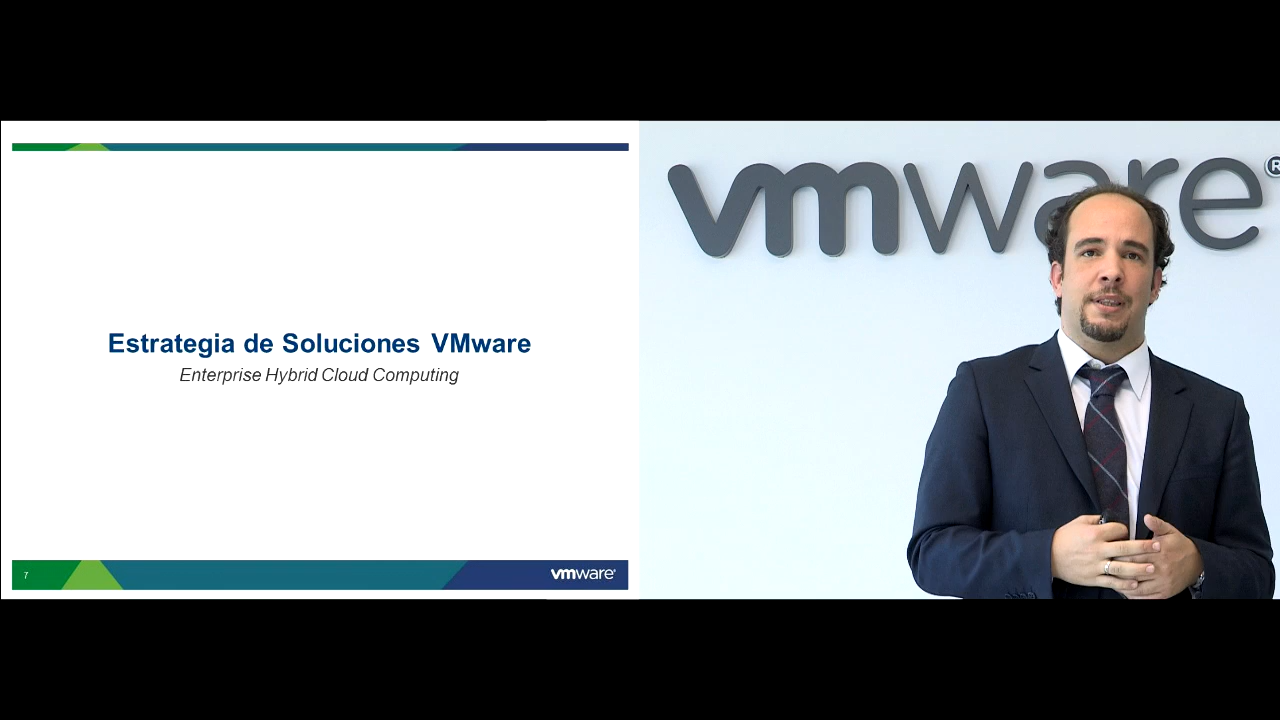 Estrategia de Soluciones VMware
Enterprise Hybrid Cloud Computing
7
vmware®
vmware®